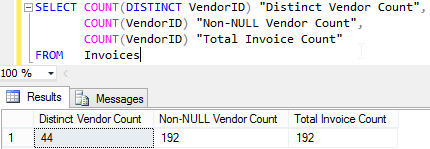 SELECT COUNT(DISTINCT VendorID) "Distinct Vendor Count",
COUNT(VendorID) "Non-NULL Vendor Count",
COUNT(VendorID) "Total Invoice Count"
FROM Invoices
100 %
Results Messages
Distinct Vendor Count Non-NULL Vendor Count Total Invoice Count
1 44 192 192